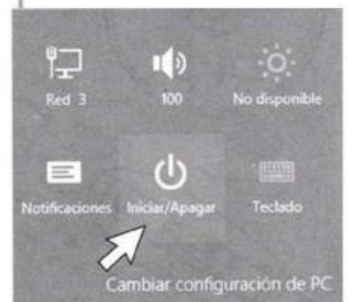 Red 3
100
No disponible
Notificaciones
Iniciar/Apagar
Teclado
Cambiar configuración de PC